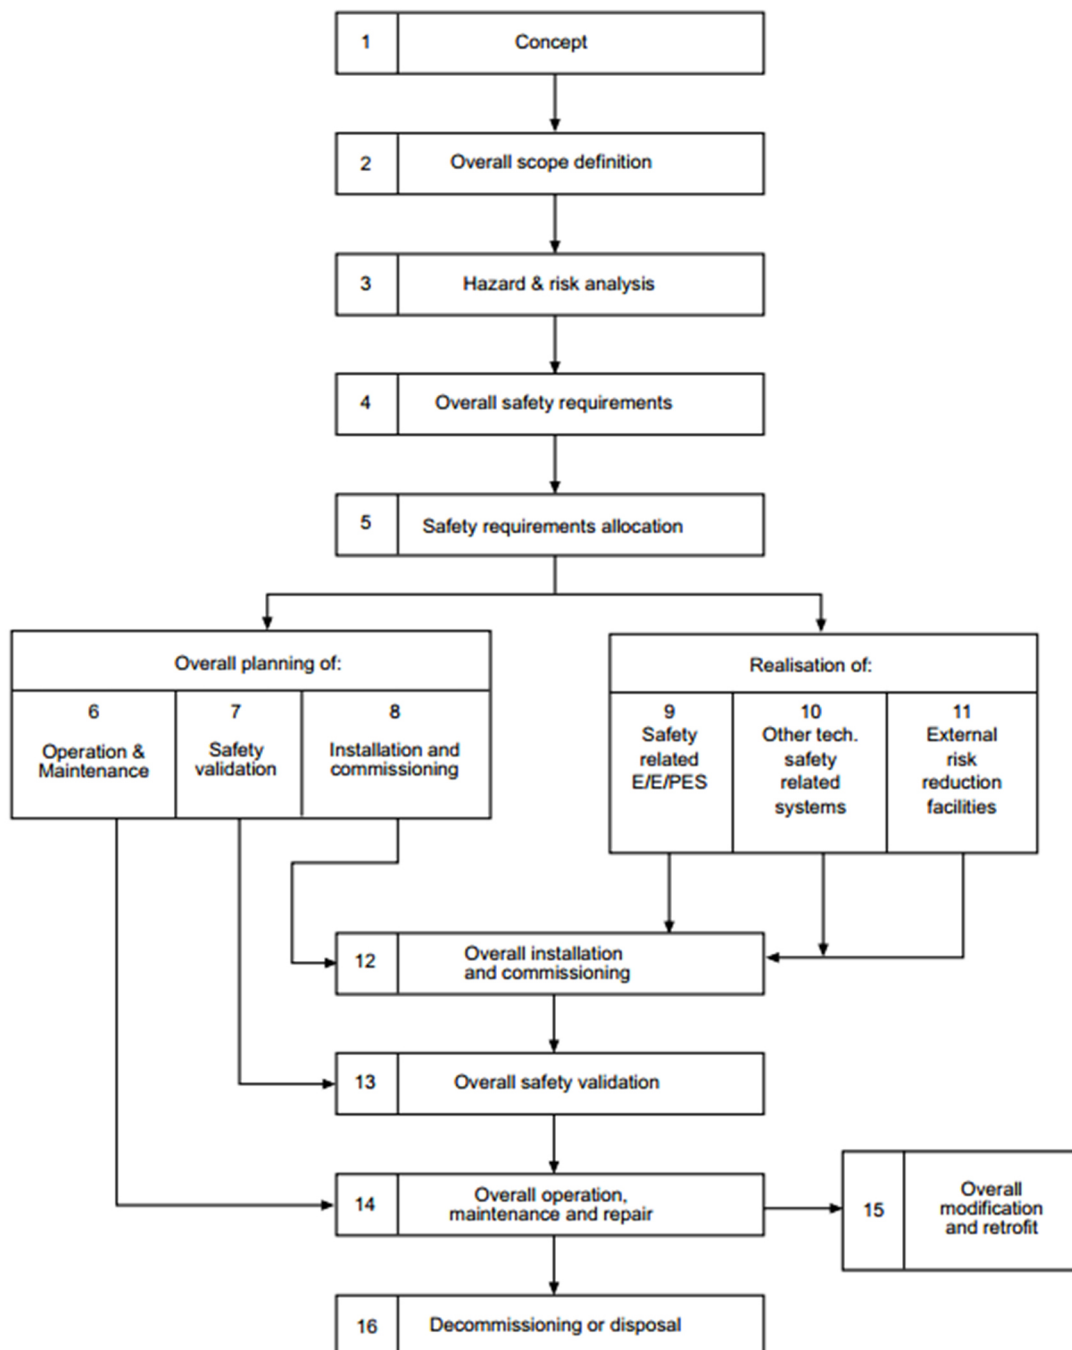 1 Concept
2 Overall scope definition
3 Hazard & risk analysis
4 Overall safety requirements
5 Safety requirements allocation
Overall planning of:
6
Operation &
Maintenance
7
Safety
validation
8
Installation and
commissioning
Realisation of:
9
Safety
related
E/E/PES
10
Other tech.
safety
related
systems
11
External
risk
reduction
facilities
12
Overall installation
and commissioning
13 Overall safety validation
14
Overall operation,
maintenance and repair
15
Overall
modification
and retrofit
16 Decommissioning or disposal